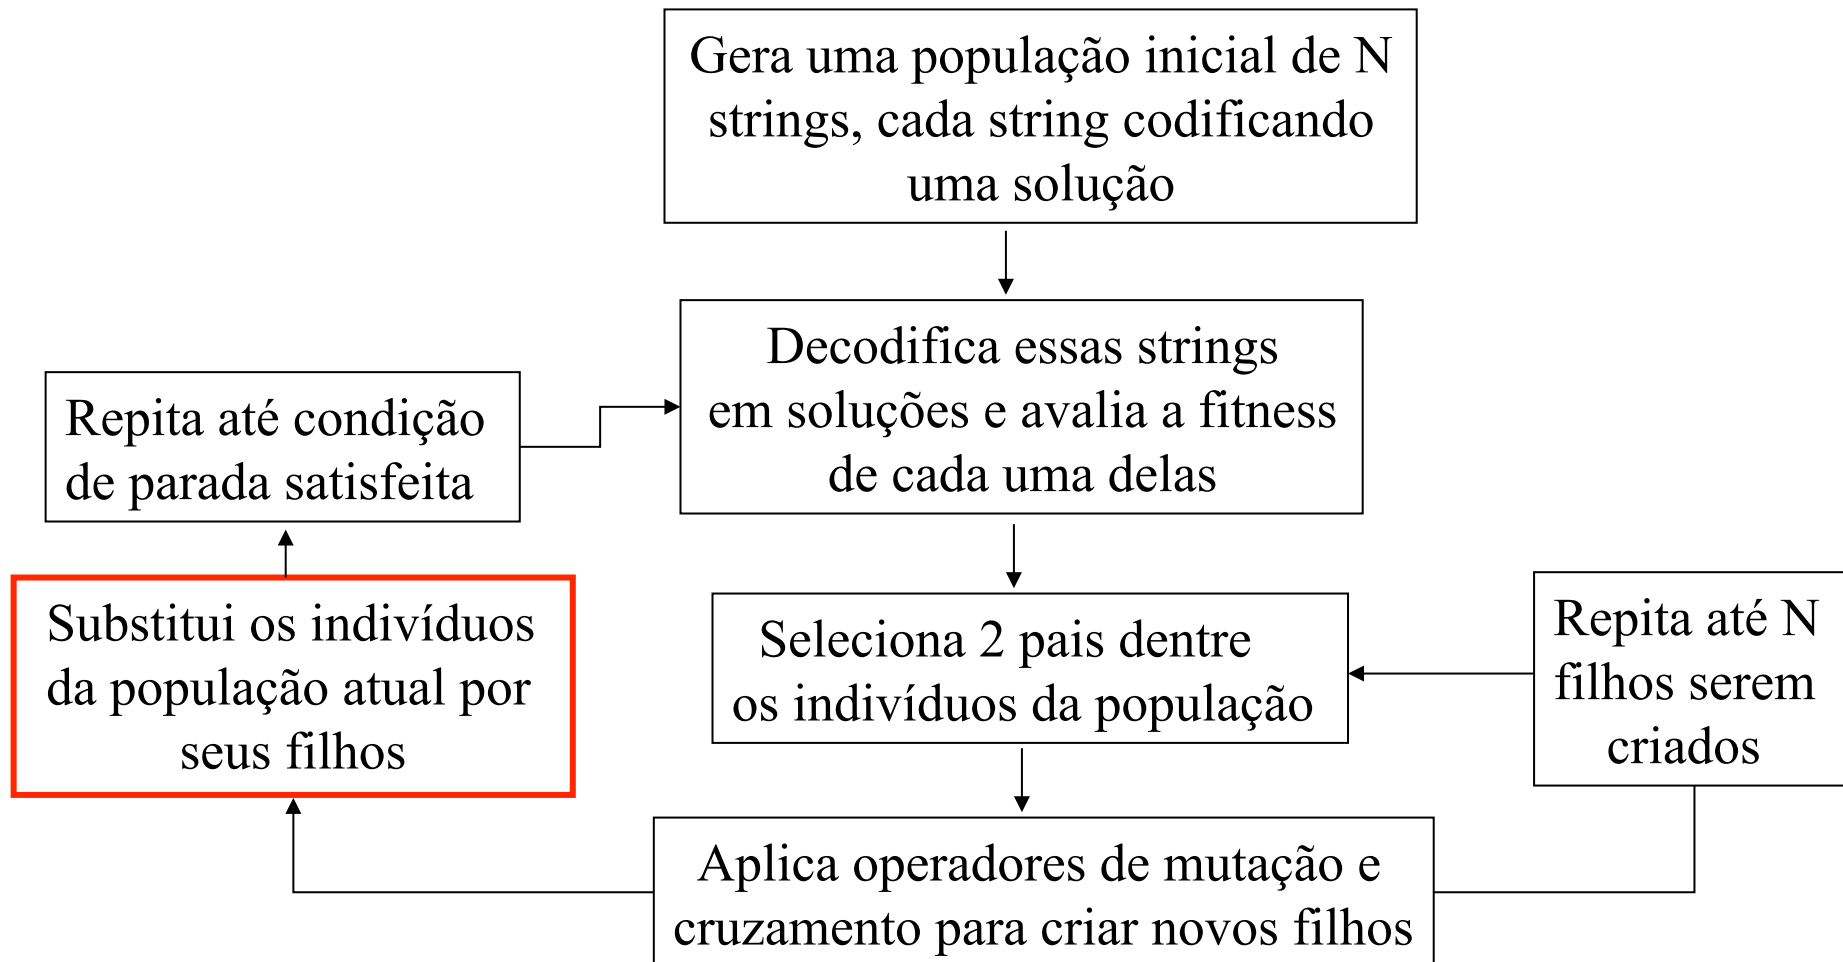 Gera uma população inicial de N
strings, cada string codificando
uma solução
Decodifica essas strings
em soluções e avalia a fitness
de cada uma delas
Repita até condição
de parada satisfeita
Substitui os indivíduos
da população atual por
seus filhos
Seleciona 2 pais dentre
os indivíduos da população
Repita até N
filhos serem
criados
Aplica operadores de mutação e
cruzamento para criar novos filhos